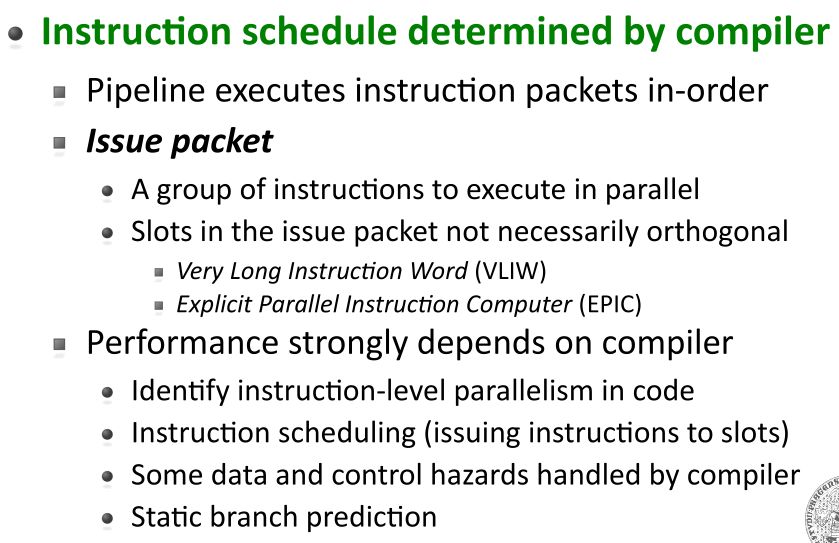 Instruction schedule determined by compiler
Pipeline executes instruction packets in-order
Issue packet
A group of instructions to execute in parallel
Slots in the issue packet not necessarily orthogonal
Very Long Instruction Word (VLIW)
Explicit Parallel Instruction Computer (EPIC)
Performance strongly depends on compiler
Identify instruction-level parallelism in code
Instruction scheduling (issuing instructions to slots)
Some data and control hazards handled by compiler
Static branch prediction